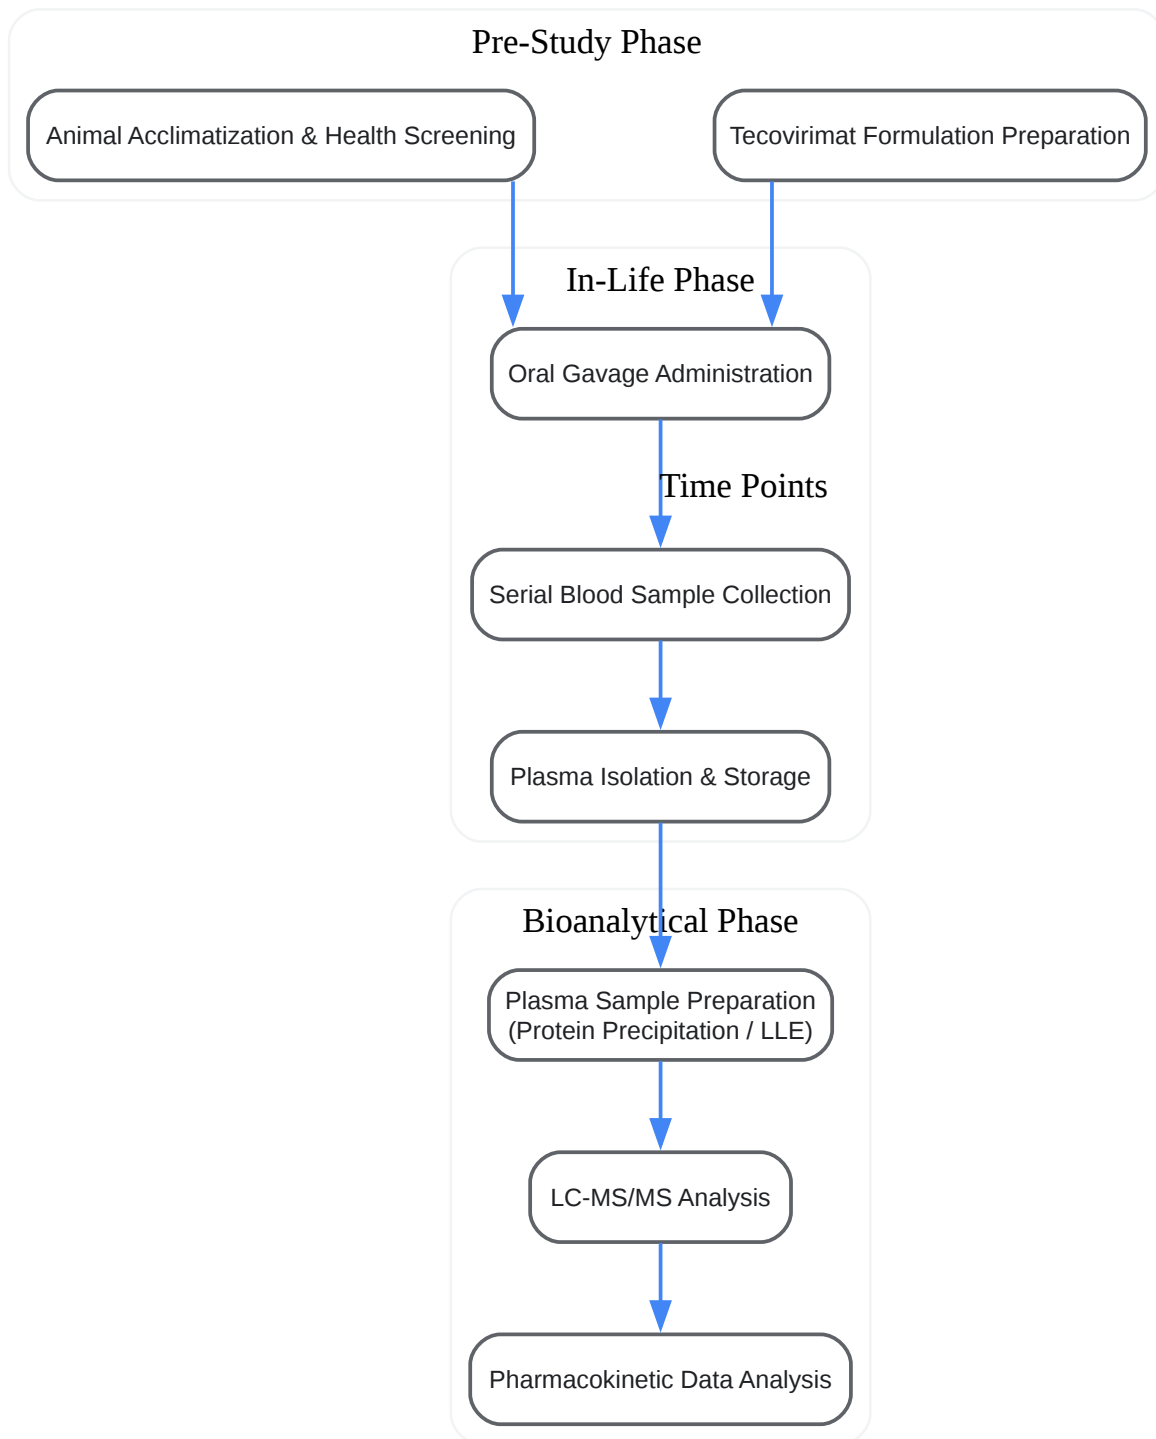 Pre-Study Phase
Animal Acclimatization & Health Screening
Tecovirimat Formulation Preparation
In-Life Phase
Oral Gavage Administration
Time Points
Serial Blood Sample Collection
Plasma Isolation & Storage
Bioanalytical Phase
Plasma Sample Preparation
(Protein Precipitation / LLE)
LC-MS/MS Analysis
Pharmacokinetic Data Analysis